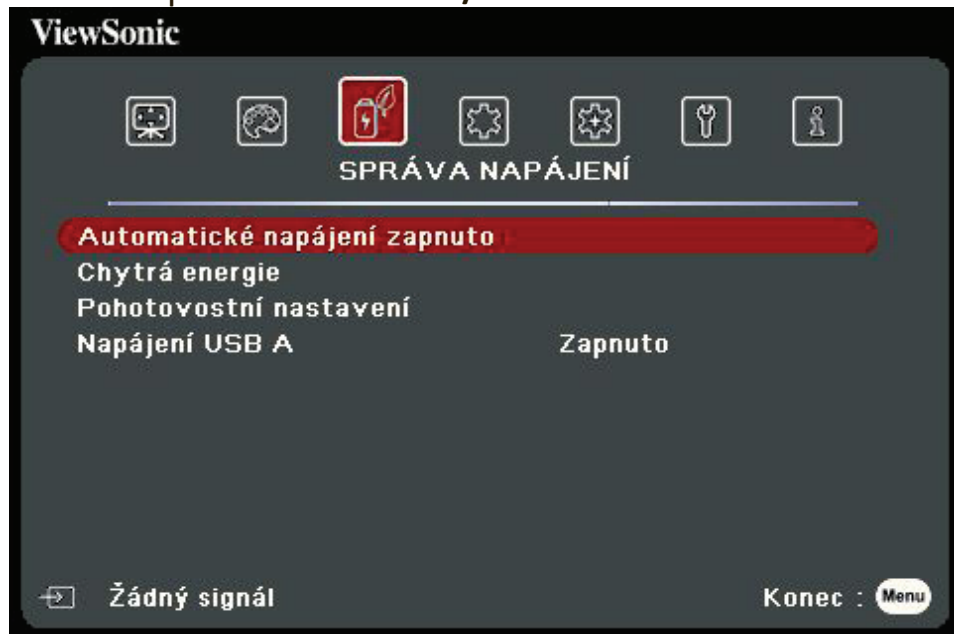 ViewSonic
SPRÁVA NAPÁJENÍ
Automatické napájení zapnuto
Chytrá energie
Pohotovostní nastavení
Napájení USB A Zapnuto
Žádný signál Konec : Menu